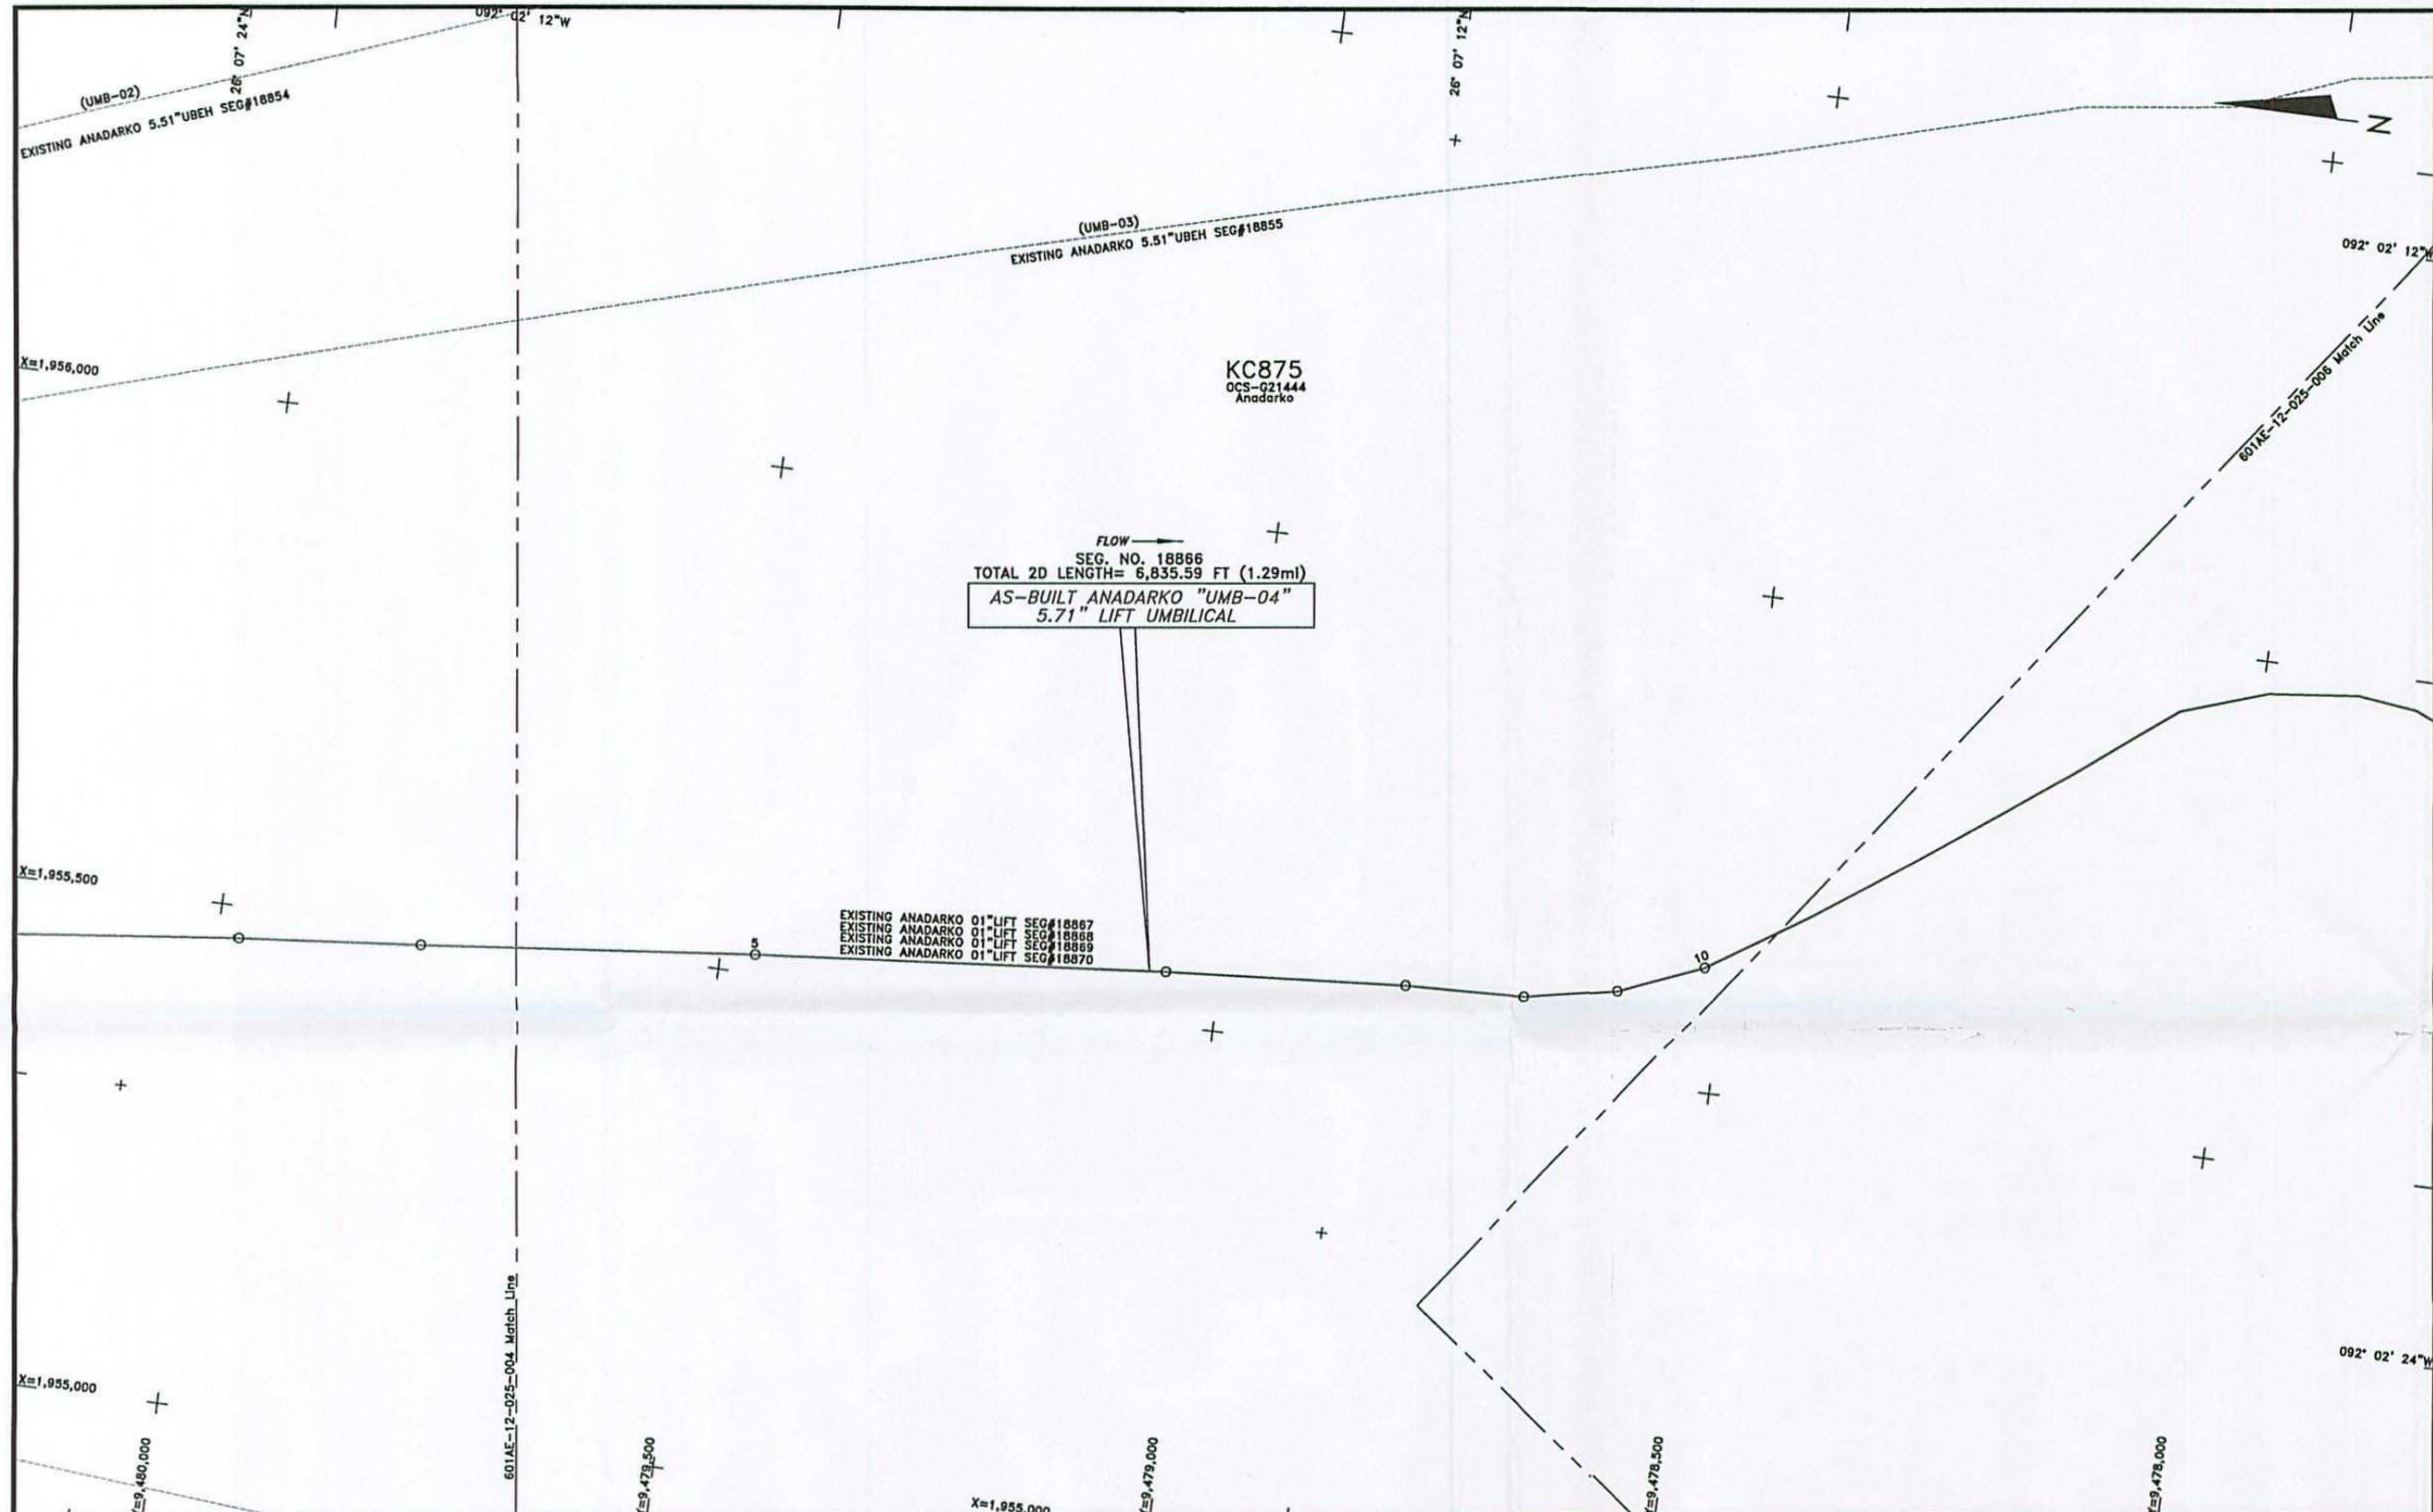 092° 02' 12"W
26° 07' 24"N
26° 07' 12"N
(UMB-02)
EXISTING ANADARKO 5.51"UBEH SEG#18854
N
(UMB-03)
EXISTING ANADARKO 5.51"UBEH SEG#18855
092° 02' 12"W
X=1,956,000
KC875
OCS-G21444
Anadarko
601AE-12-025-006 Match Line
FLOW
SEG. NO. 18866
TOTAL 2D LENGTH= 6,835.59 FT (1.29mi)
AS-BUILT ANADARKO "UMB-04"
5.71" LIFT UMBILICAL
X=1,955,500
EXISTING ANADARKO 01"LIFT SEG#18867
EXISTING ANADARKO 01"LIFT SEG#18868
EXISTING ANADARKO 01"LIFT SEG#18869
EXISTING ANADARKO 01"LIFT SEG#18870
5
10
601AE-12-025-004 Match Line
092° 02' 24"W
X=1,955,000
Y=9,480,000
Y=9,479,500
Y=9,479,000
Y=9,478,500
Y=9,478,000
X=1,955,000